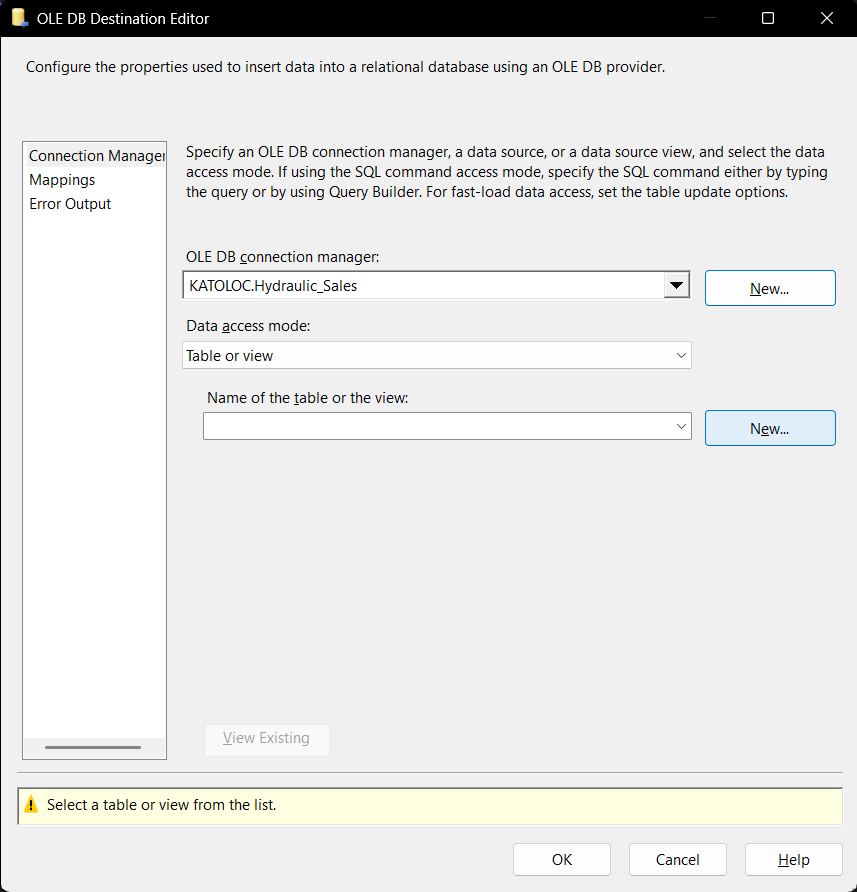 OLE DB Destination Editor
Configure the properties used to insert data into a relational database using an OLE DB provider.
Connection Manager
Mappings
Error Output
Specify an OLE DB connection manager, a data source, or a data source view, and select the data
access mode. If using the SQL command access mode, specify the SQL command either by typing
the query or by using Query Builder. For fast-load data access, set the table update options.
OLE DB connection manager:
KATOLOC.Hydraulic_Sales
New...
Data access mode:
Table or view
Name of the table or the view:
New...
View Existing
Select a table or view from the list.
OK
Cancel
Help